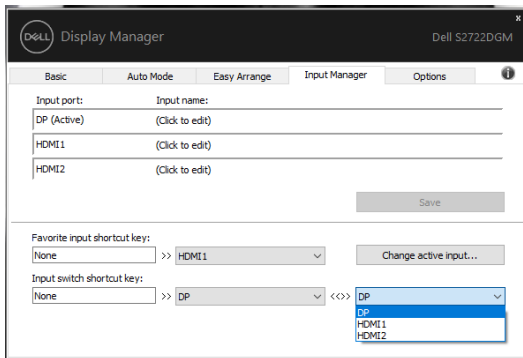 x
DELL Display Manager Dell S2722DGM
Basic Auto Mode Easy Arrange Input Manager Options i
Input port: Input name:
DP (Active) (Click to edit)
HDMI1 (Click to edit)
HDMI2 (Click to edit)
Save
Favorite input shortcut key:
None >> HDMI1 Change active input...
Input switch shortcut key:
None >> DP <<>> DP
DP
HDMI1
HDMI2